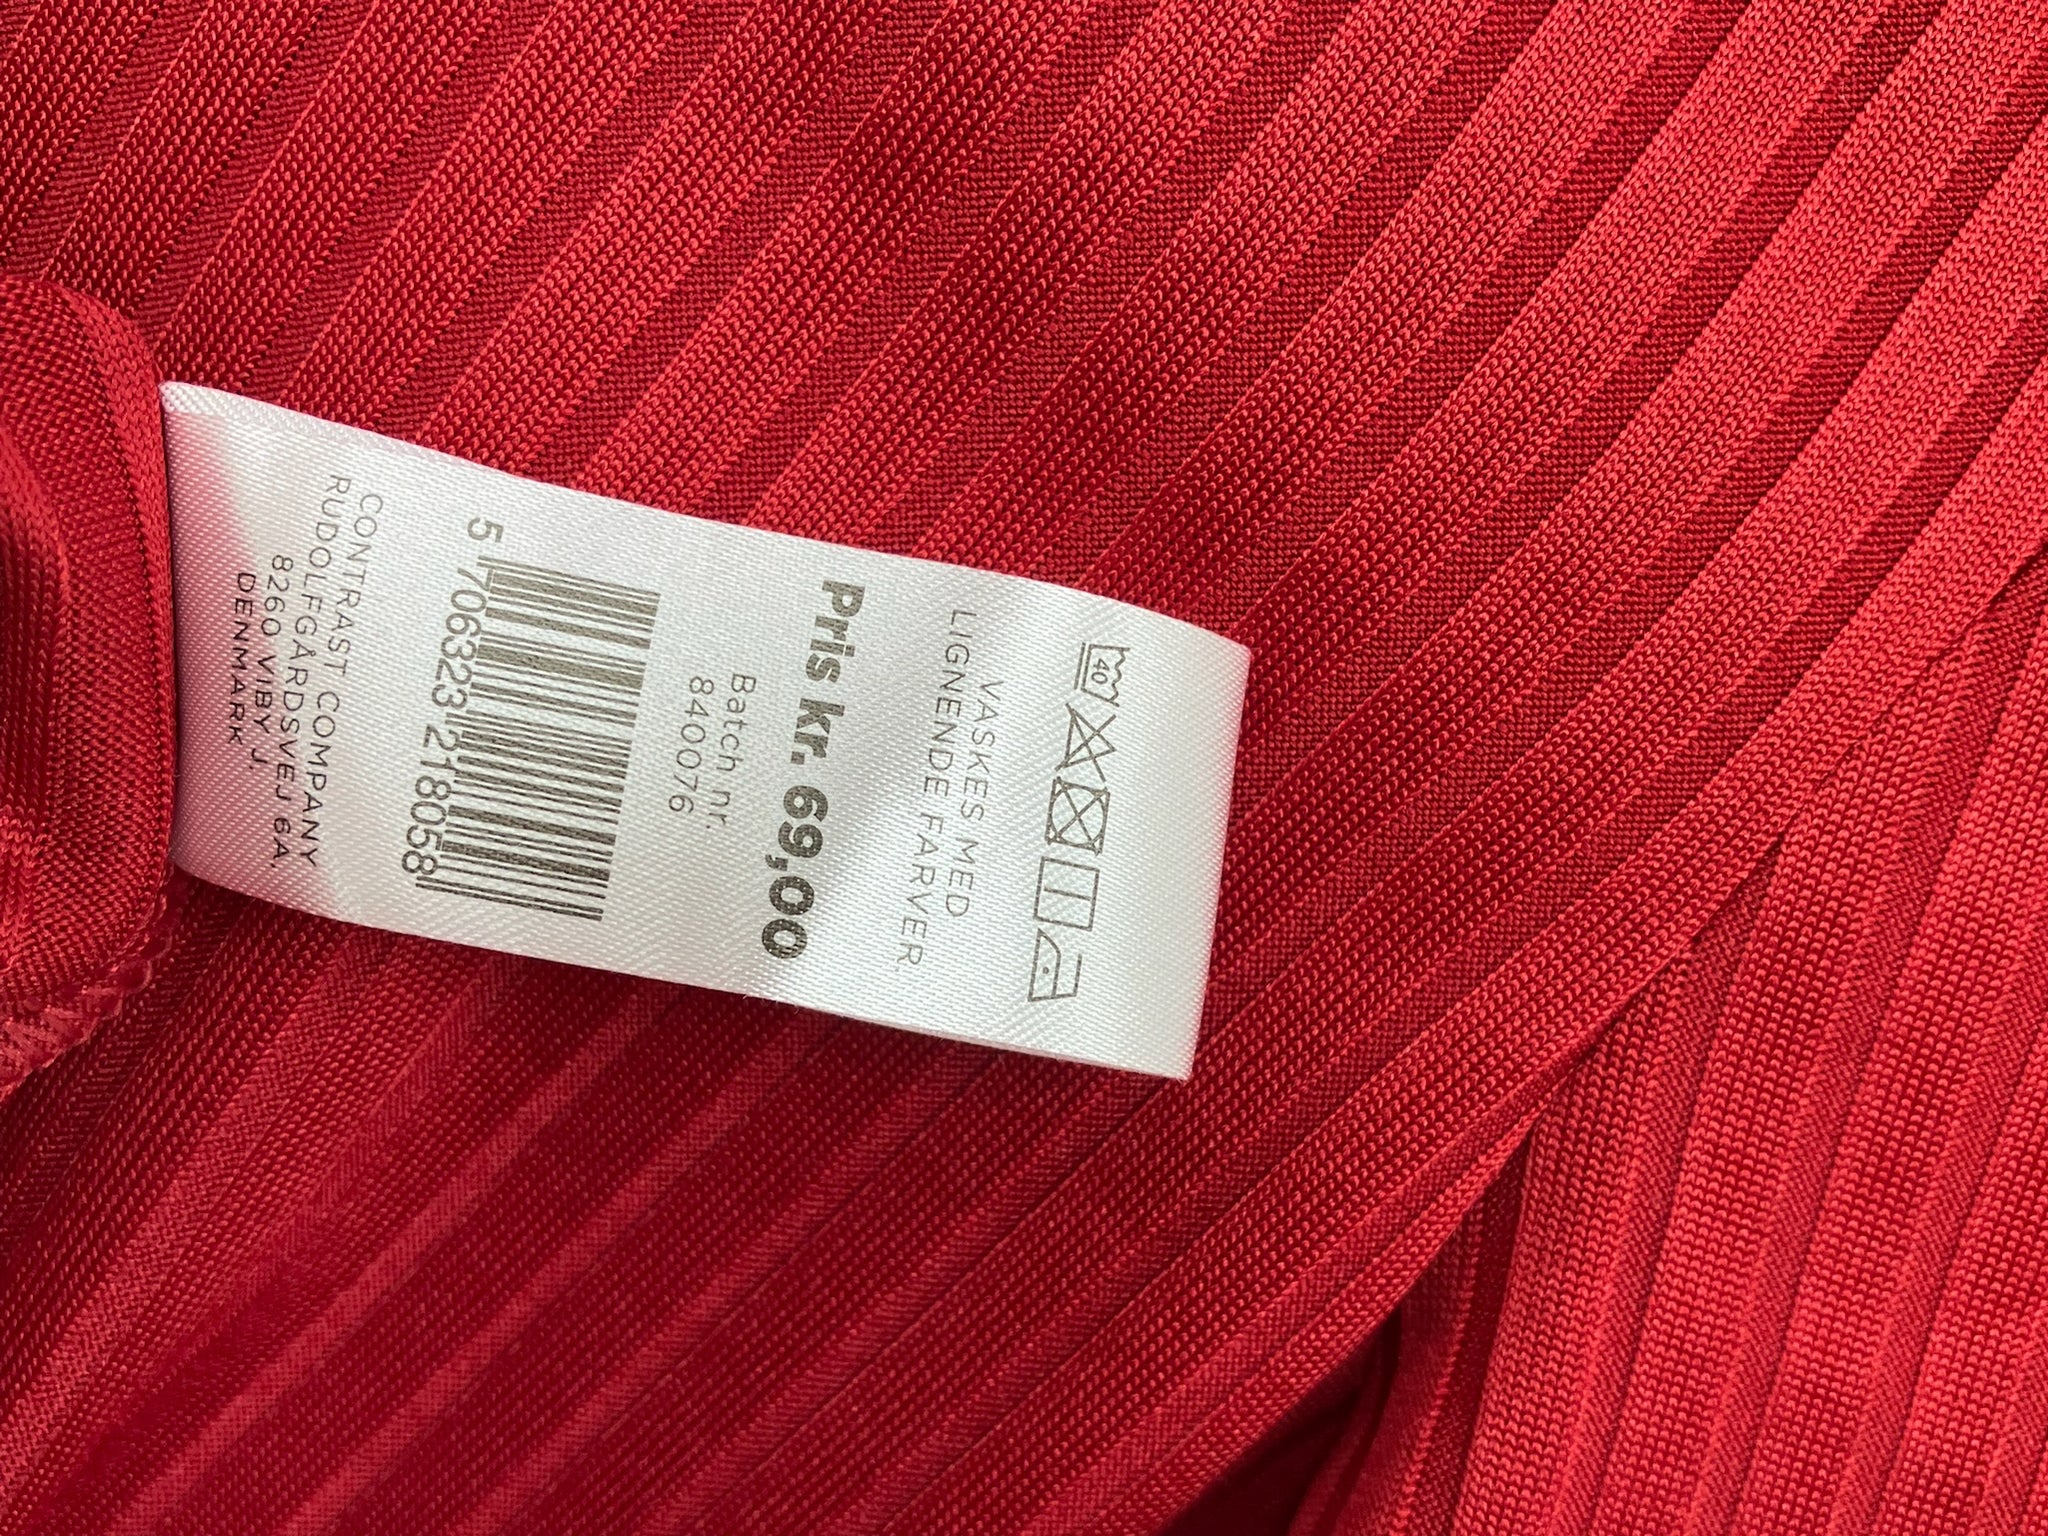 40
VASKES MED
LIGNENDE FARVER.
Pris kr. 69,00
Batch nr.
840076
5 706323 218058
CONTRAST COMPANY
RUDOLFGÅRDSVEJ 6A.
8260 VIBY J.
DENMARK